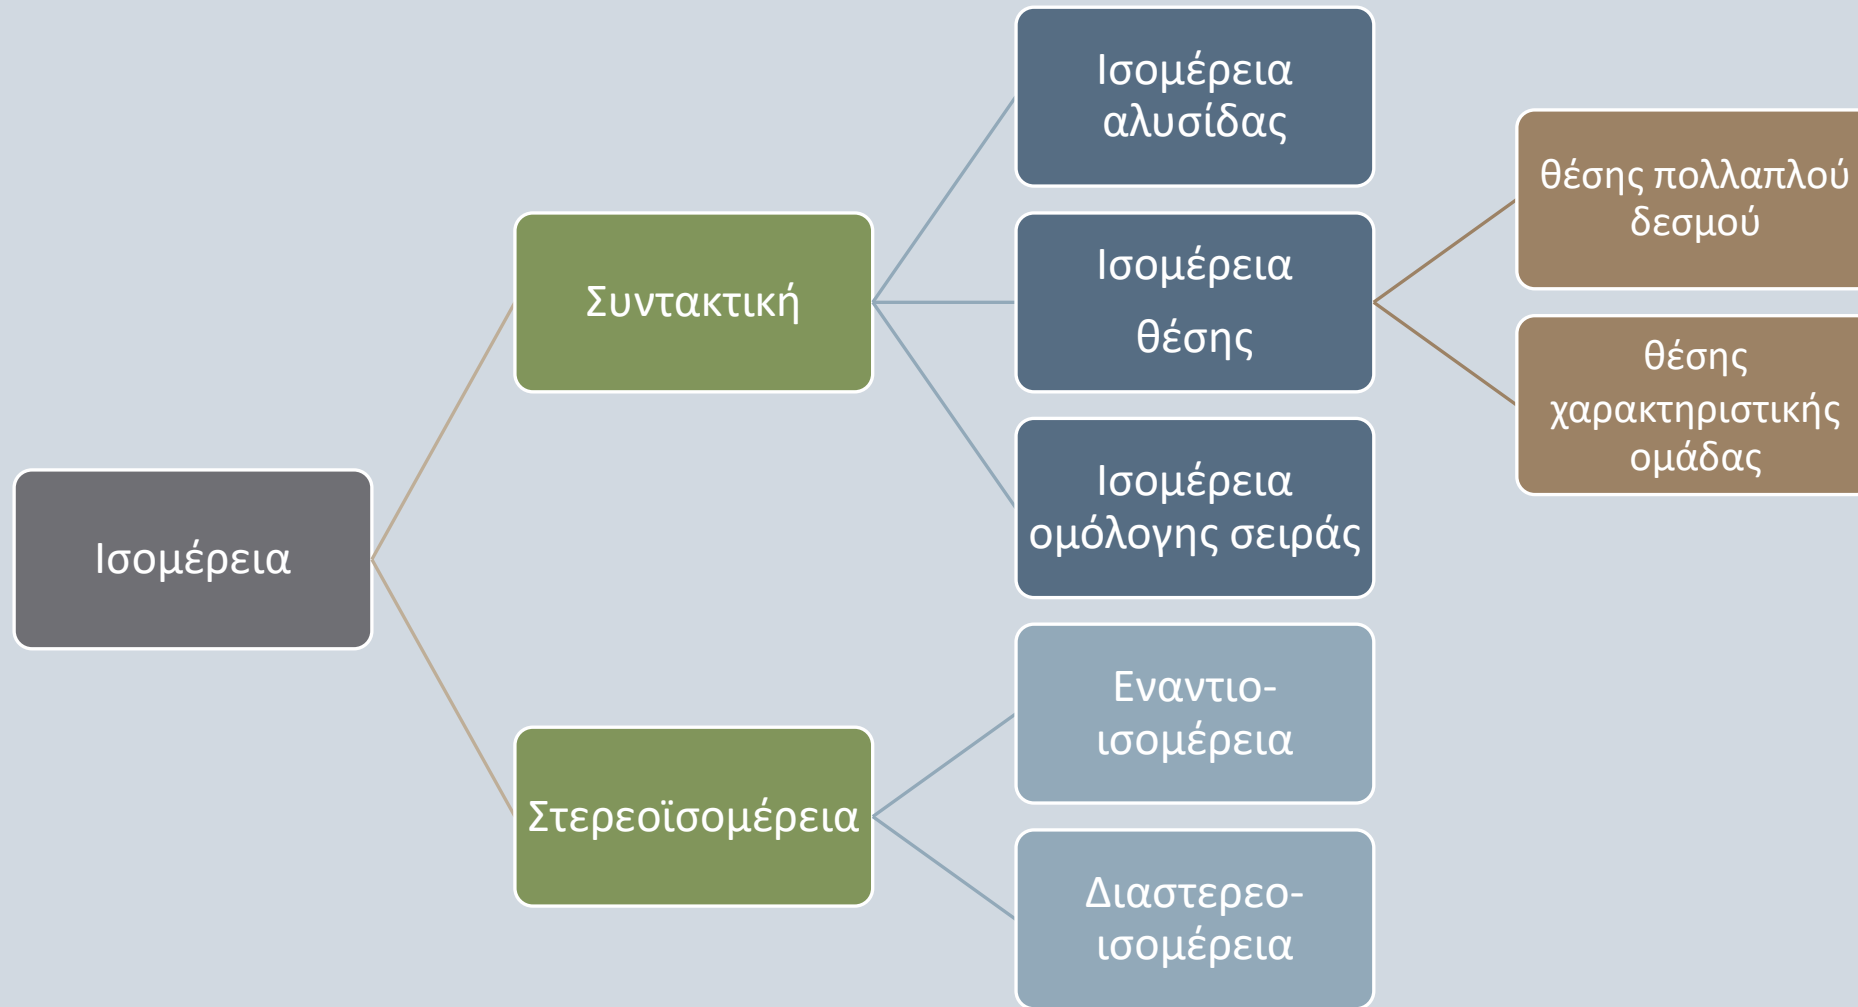 Ισομέρεια
Συντακτική
Στερεοϊσομέρεια
Ισομέρεια
αλυσίδας
Ισομέρεια
θέσης
Ισομέρεια
ομόλογης σειράς
Εναντιο-
ισομέρεια
Διαστερεο-
ισομέρεια
θέσης πολλαπλού
δεσμού
θέσης
χαρακτηριστικής
ομάδας